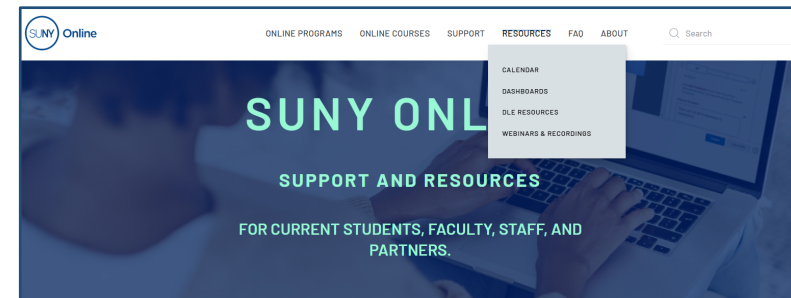 SUNY Online
ONLINE PROGRAMS ONLINE COURSES SUPPORT RESOURCES FAQ ABOUT Search
CALENDAR
DASHBOARDS
DLE RESOURCES
WEBINARS & RECORDINGS
SUNY ONL
SUPPORT AND RESOURCES
FOR CURRENT STUDENTS, FACULTY, STAFF, AND
PARTNERS.